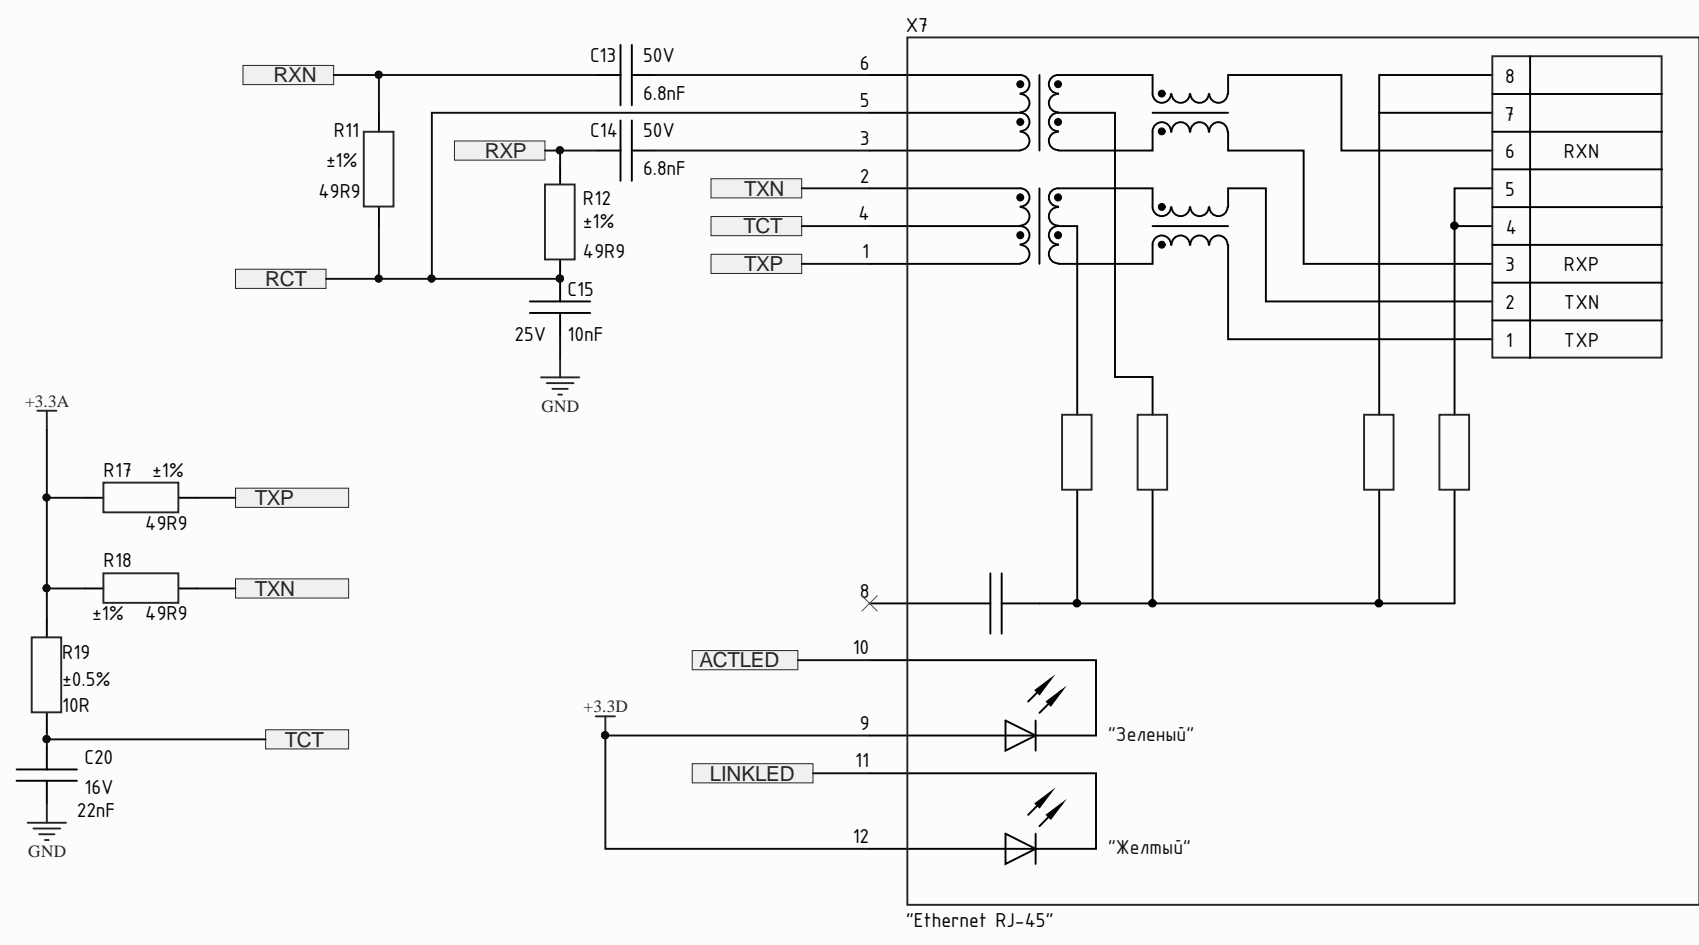 X7
RXN
C13
50V
6.8nF
6
5
R11
±1%
49R9
RXP
C14
50V
6.8nF
3
R12
±1%
49R9
TXN
2
TCT
4
TXP
1
RCT
C15
25V
10nF
GND
8
7
6 RXN
5
4
3 RXP
2 TXN
1 TXP
+3.3A
R17 ±1%
49R9
TXP
R18
±1% 49R9
TXN
R19
±0.5%
10R
TCT
C20
16V
22nF
GND
8
ACTLED
10
+3.3D
9
"Зеленый"
LINKLED
11
12
"Желтый"
"Ethernet RJ-45"